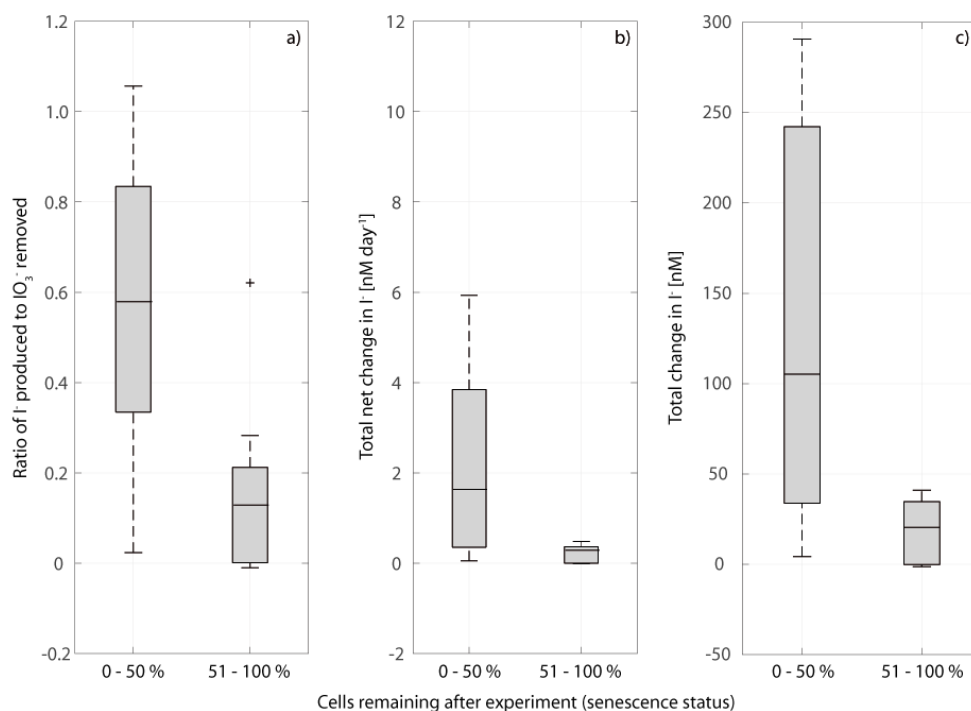 a)
Ratio of I⁻ produced to IO₃⁻ removed
1.2
1.0
0.8
0.6
0.4
0.2
0
-0.2
0 - 50 %
51 - 100 %
b)
Total net change in I⁻ [nM day⁻¹]
12
10
8
6
4
2
0
-2
0 - 50 %
51 - 100 %
c)
Total change in I⁻ [nM]
300
250
200
150
100
50
0
-50
0 - 50 %
51 - 100 %
Cells remaining after experiment (senescence status)